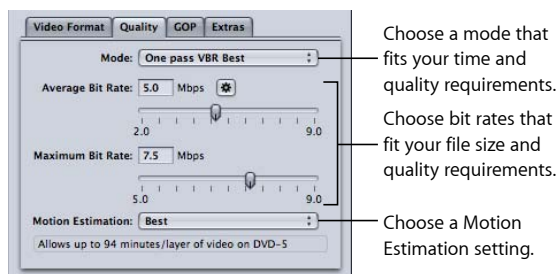 Video Format Quality GOP Extras
Mode: One pass VBR Best
Average Bit Rate: 5.0 Mbps
2.0 9.0
Maximum Bit Rate: 7.5 Mbps
5.0 9.0
Motion Estimation: Best
Allows up to 94 minutes/layer of video on DVD-5
Choose a mode that
fits your time and
quality requirements.
Choose bit rates that
fit your file size and
quality requirements.
Choose a Motion
Estimation setting.